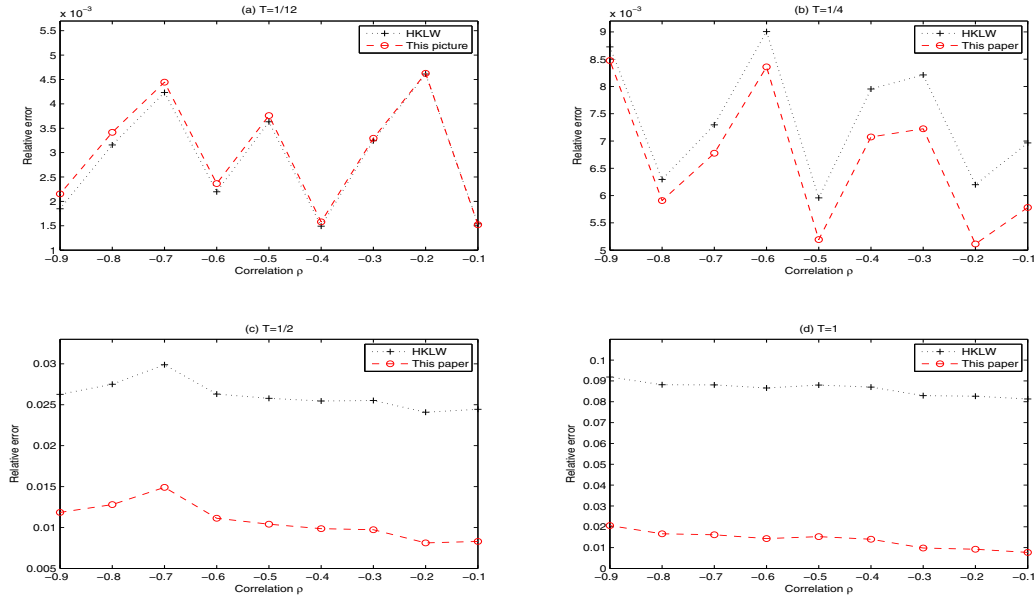 (a) T=1/12
x 10⁻³
5.5
5
4.5
4
3.5
3
2.5
2
1.5
1
Relative error
HKLW
This picture
−0.9 −0.8 −0.7 −0.6 −0.5 −0.4 −0.3 −0.2 −0.1
Correlation ρ
(b) T=1/4
x 10⁻³
9
8.5
8
7.5
7
6.5
6
5.5
5
Relative error
HKLW
This paper
−0.9 −0.8 −0.7 −0.6 −0.5 −0.4 −0.3 −0.2 −0.1
Correlation ρ
(c) T=1/2
0.03
0.025
0.02
0.015
0.01
0.005
Relative error
HKLW
This paper
−0.9 −0.8 −0.7 −0.6 −0.5 −0.4 −0.3 −0.2 −0.1
Correlation ρ
(d) T=1
0.1
0.09
0.08
0.07
0.06
0.05
0.04
0.03
0.02
0.01
0
Relative error
HKLW
This paper
−0.9 −0.8 −0.7 −0.6 −0.5 −0.4 −0.3 −0.2 −0.1
Correlation ρ